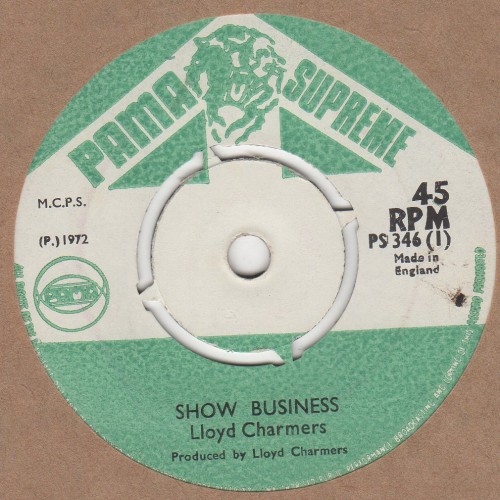 PAMA SUPREME
M.C.P.S.
(P.) 1972
45
RPM
PS 346 (1)
Made in
England
PAMA
SHOW BUSINESS
Lloyd Charmers
Produced by Lloyd Charmers